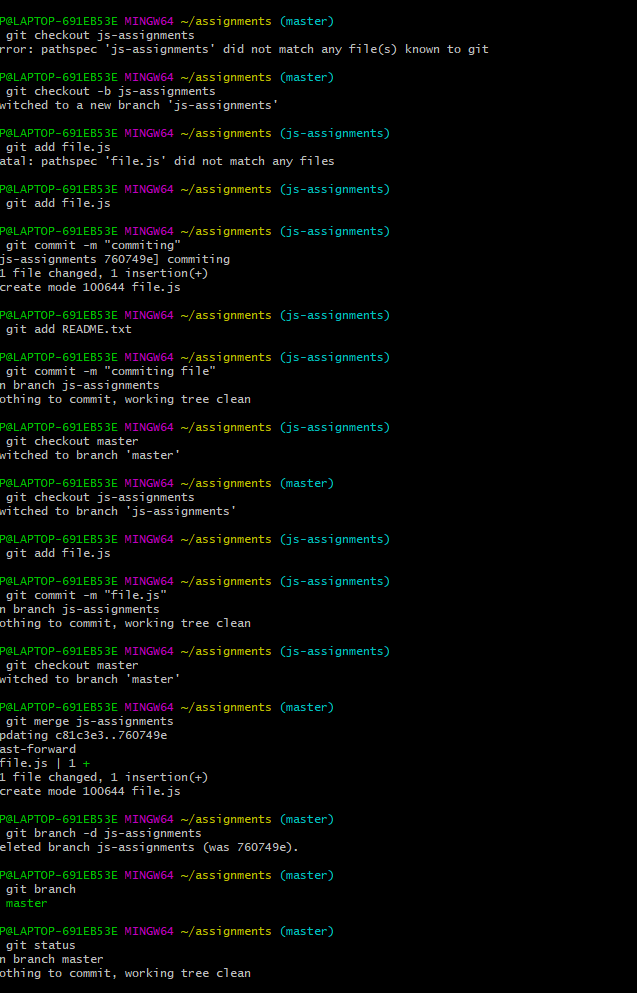 P@LAPTOP-691EB53E MINGW64 ~/assignments (master)
git checkout js-assignments
rror: pathspec 'js-assignments' did not match any file(s) known to git
P@LAPTOP-691EB53E MINGW64 ~/assignments (master)
git checkout -b js-assignments
witched to a new branch 'js-assignments'
P@LAPTOP-691EB53E MINGW64 ~/assignments (js-assignments)
git add file.js
atal: pathspec 'file.js' did not match any files
P@LAPTOP-691EB53E MINGW64 ~/assignments (js-assignments)
git add file.js
P@LAPTOP-691EB53E MINGW64 ~/assignments (js-assignments)
git commit -m "commiting"
js-assignments 760749e] commiting
1 file changed, 1 insertion(+)
create mode 100644 file.js
P@LAPTOP-691EB53E MINGW64 ~/assignments (js-assignments)
git add README.txt
P@LAPTOP-691EB53E MINGW64 ~/assignments (js-assignments)
git commit -m "commiting file"
n branch js-assignments
othing to commit, working tree clean
P@LAPTOP-691EB53E MINGW64 ~/assignments (js-assignments)
git checkout master
witched to branch 'master'
P@LAPTOP-691EB53E MINGW64 ~/assignments (master)
git checkout js-assignments
witched to branch 'js-assignments'
P@LAPTOP-691EB53E MINGW64 ~/assignments (js-assignments)
git add file.js
P@LAPTOP-691EB53E MINGW64 ~/assignments (js-assignments)
git commit -m "file.js"
n branch js-assignments
othing to commit, working tree clean
P@LAPTOP-691EB53E MINGW64 ~/assignments (js-assignments)
git checkout master
witched to branch 'master'
P@LAPTOP-691EB53E MINGW64 ~/assignments (master)
git merge js-assignments
pdating c81c3e3..760749e
ast-forward
file.js | 1 +
1 file changed, 1 insertion(+)
create mode 100644 file.js
P@LAPTOP-691EB53E MINGW64 ~/assignments (master)
git branch -d js-assignments
eleted branch js-assignments (was 760749e).
P@LAPTOP-691EB53E MINGW64 ~/assignments (master)
git branch
master
P@LAPTOP-691EB53E MINGW64 ~/assignments (master)
git status
n branch master
othing to commit, working tree clean